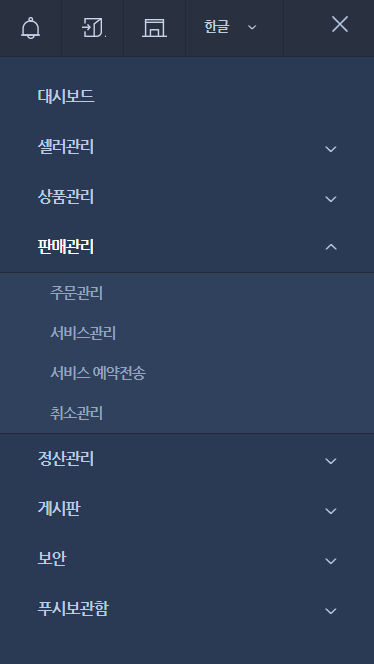 한글
대시보드
셀러관리
상품관리
판매관리
주문관리
서비스관리
서비스 예약전송
취소관리
정산관리
게시판
보안
푸시보관함